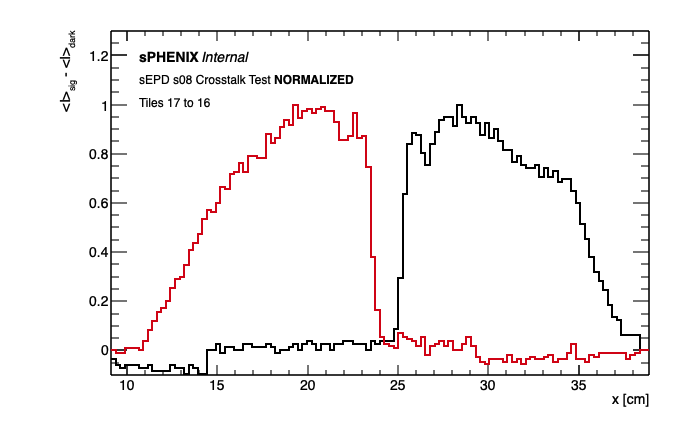 <I>sig - <I>dark
sPHENIX Internal
sEPD s08 Crosstalk Test NORMALIZED
Tiles 17 to 16
1.2
1
0.8
0.6
0.4
0.2
0
10 15 20 25 30 35
x [cm]